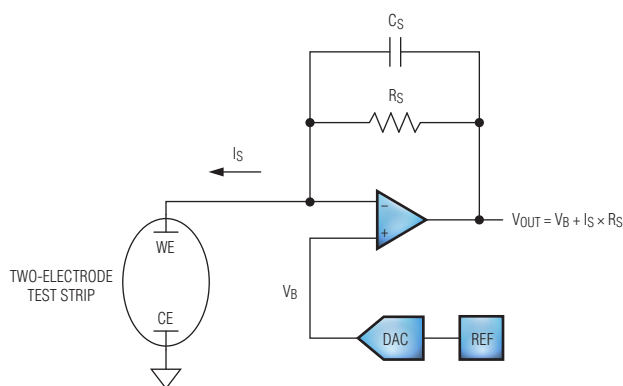 CS
RS
IS
−
+
VOUT = VB + IS × RS
WE
TWO-ELECTRODE
TEST STRIP
CE
VB
DAC
REF